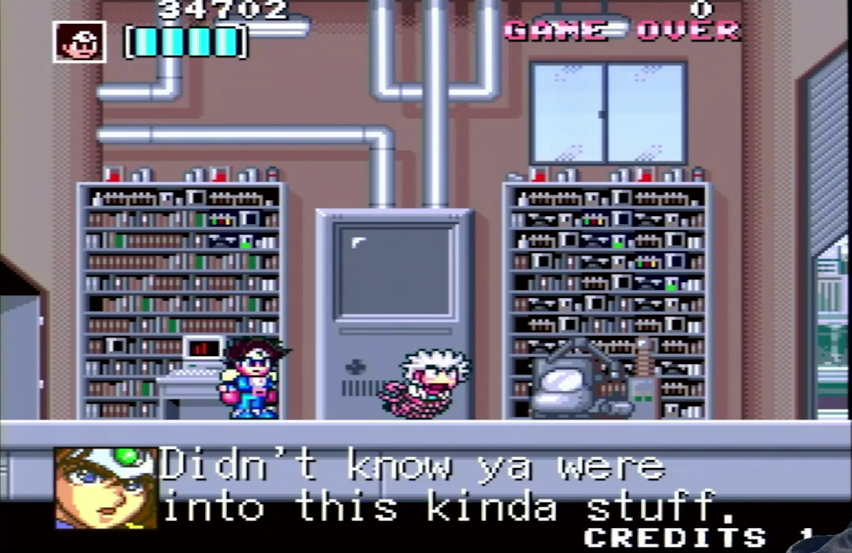 34702
0
GAME OVER
Didn't know ya were
into this kinda stuff.
CREDITS 1